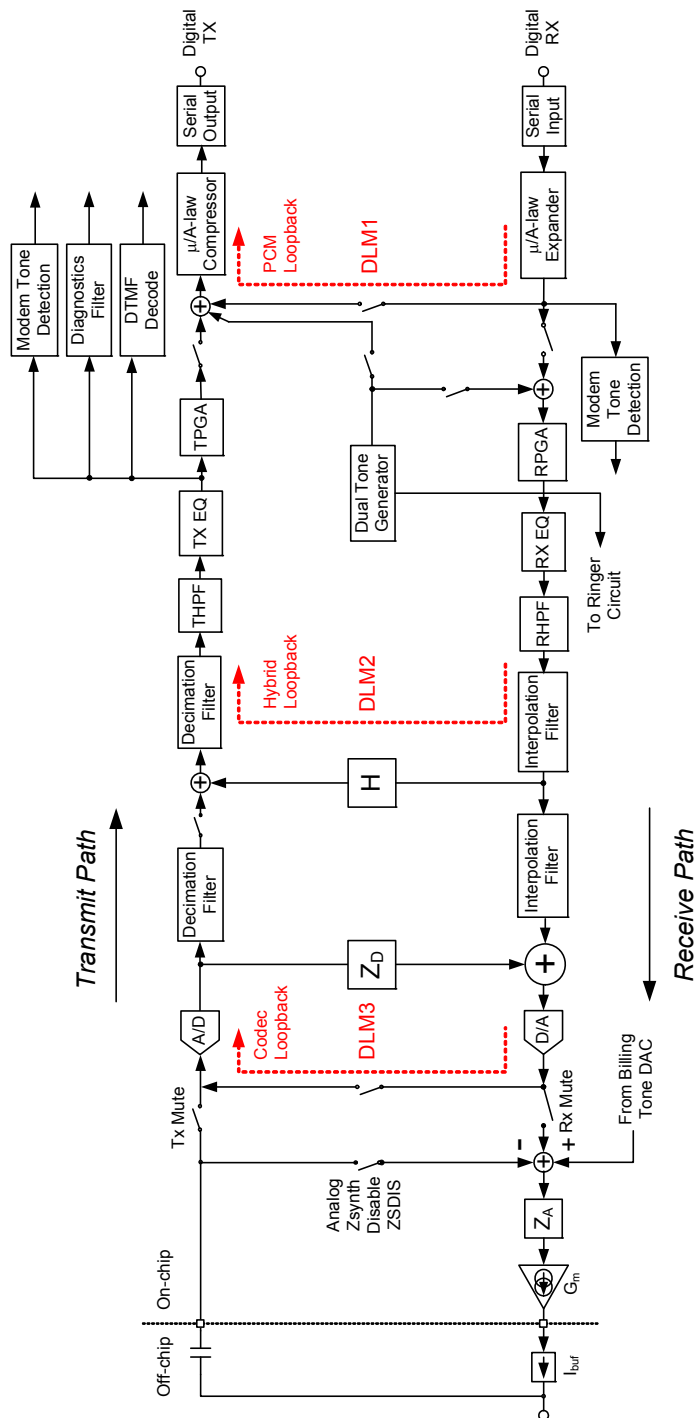 Off-chip
On-chip
Transmit Path
Tx Mute
A/D
Decimation
Filter
Decimation
Filter
THPF
TX EQ
TPGA
Modem Tone
Detection
Diagnostics
Filter
DTMF
Decode
µ/A-law
Compressor
Serial
Output
Digital
TX
Analog
Zsynth
Disable
ZSDIS
Codec
Loopback
DLM3
ZD
H
Hybrid
Loopback
DLM2
Dual Tone
Generator
PCM
Loopback
DLM1
Ibuf
Gm
ZA
+
-
+
Rx Mute
D/A
+
Interpolation
Filter
Interpolation
Filter
RHPF
RX EQ
RPGA
+
+
+
µ/A-law
Expander
Serial
Input
Digital
RX
From Billing
Tone DAC
Receive Path
To Ringer
Circuit
Modem
Tone
Detection